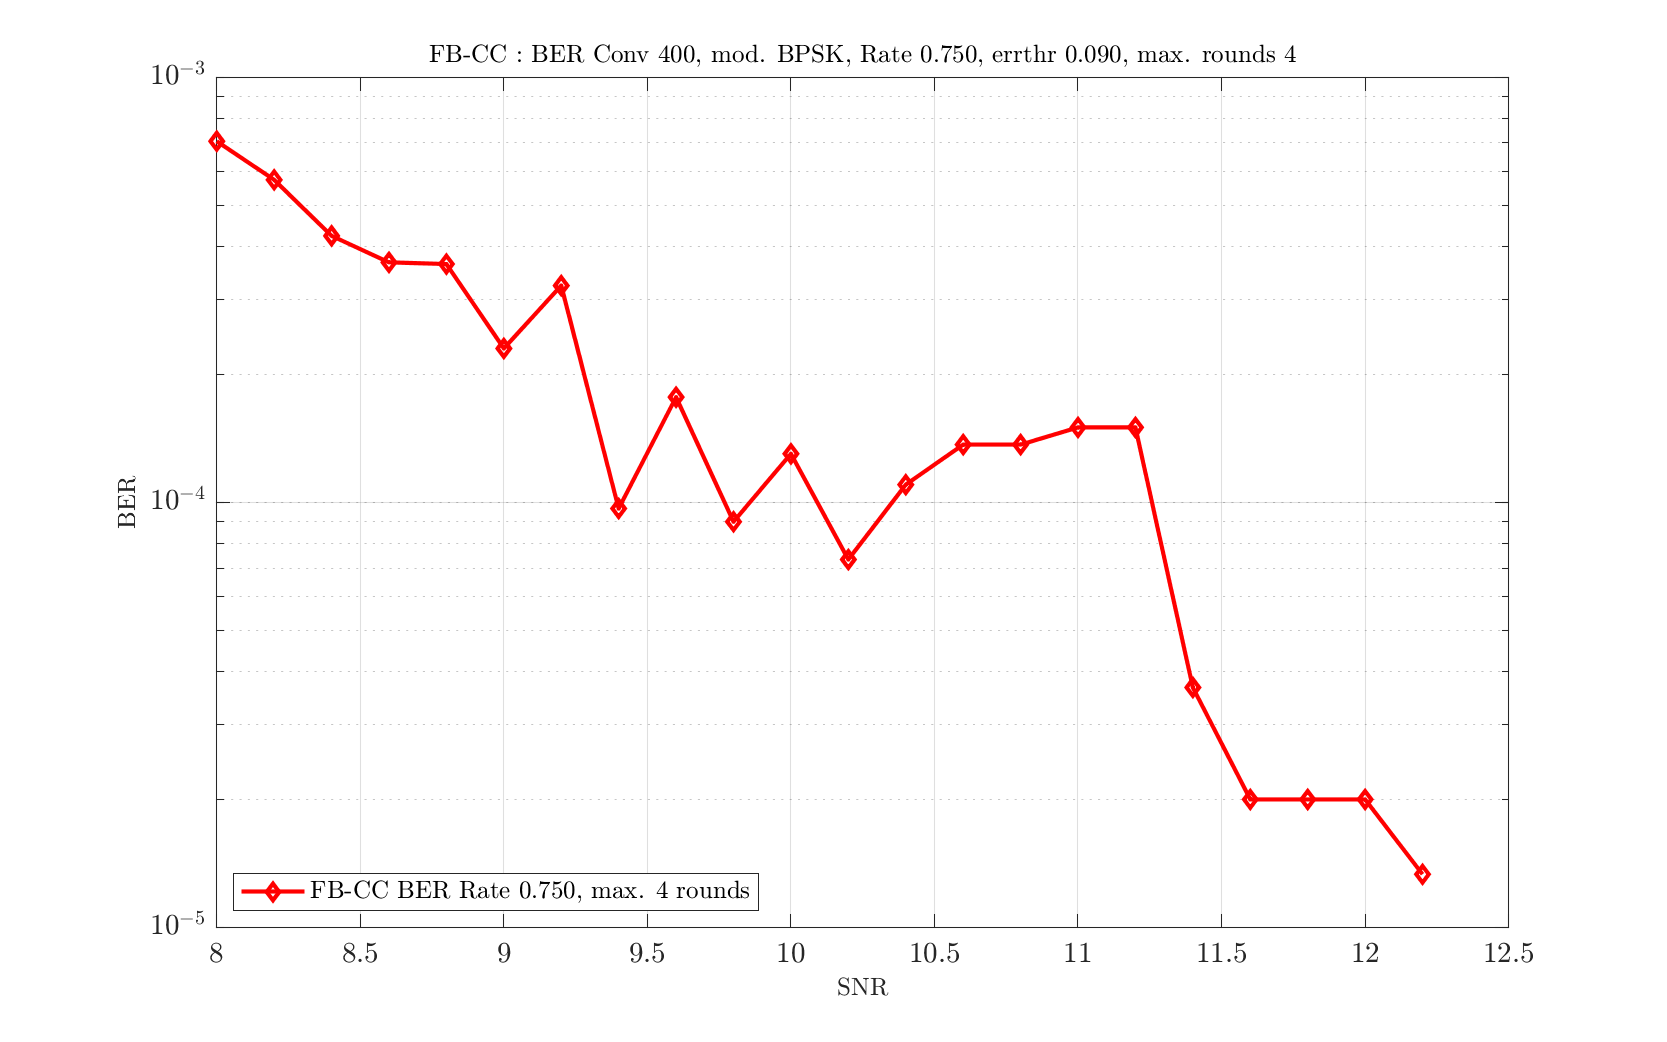 FB-CC : BER Conv 400, mod. BPSK, Rate 0.750, errthr 0.090, max. rounds 4
10⁻³
10⁻⁴
10⁻⁵
BER
FB-CC BER Rate 0.750, max. 4 rounds
8 8.5 9 9.5 10 10.5 11 11.5 12 12.5
SNR